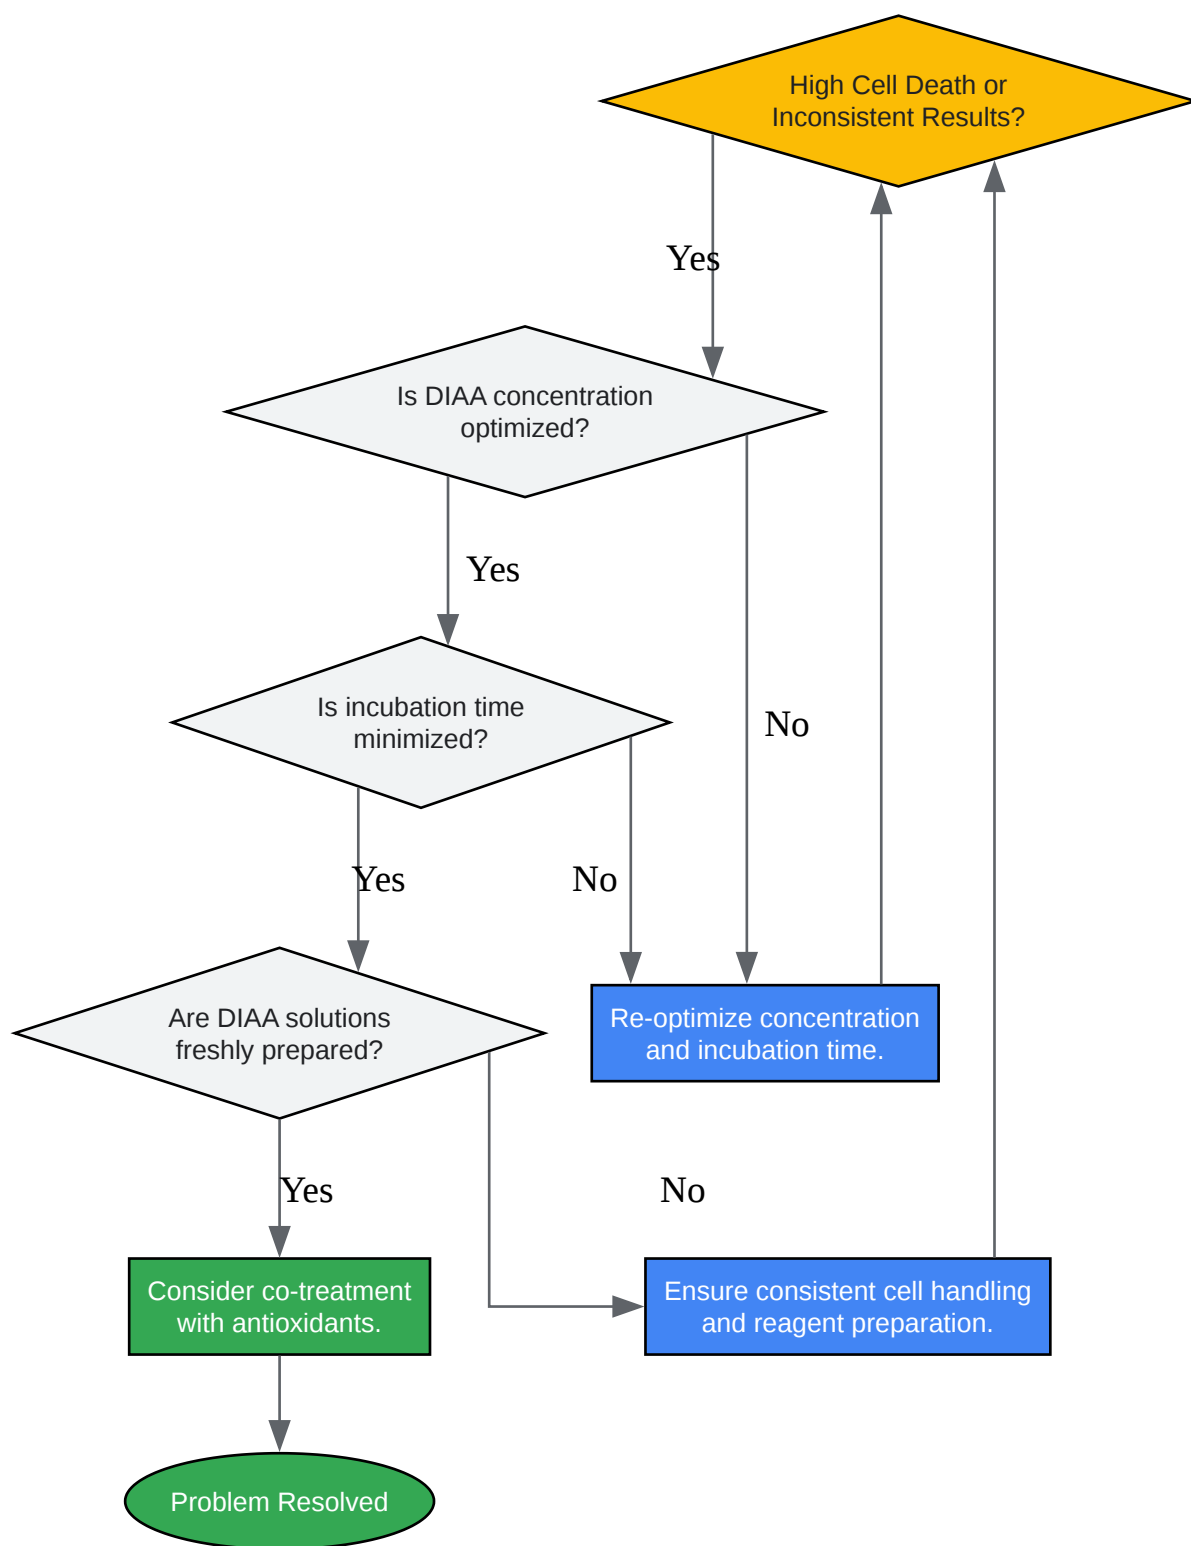 High Cell Death or
Inconsistent Results?
Yes
Is DIAA concentration
optimized?
Yes
Is incubation time
minimized?
No
Yes
No
Are DIAA solutions
freshly prepared?
Re-optimize concentration
and incubation time.
Yes
No
Consider co-treatment
with antioxidants.
Ensure consistent cell handling
and reagent preparation.
Problem Resolved